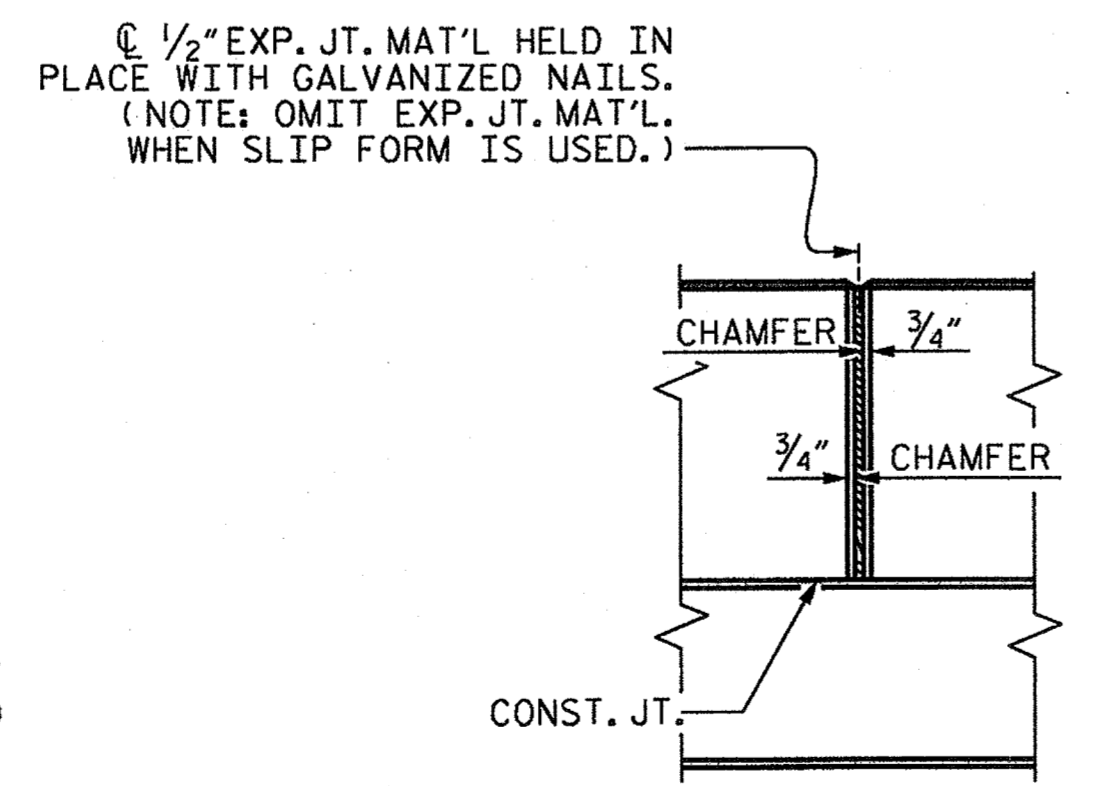 ℄ 1/2" EXP. JT. MAT'L HELD IN
PLACE WITH GALVANIZED NAILS.
(NOTE: OMIT EXP. JT. MAT'L.
WHEN SLIP FORM IS USED.)
CHAMFER 3/4"
3/4" CHAMFER
CONST. JT.